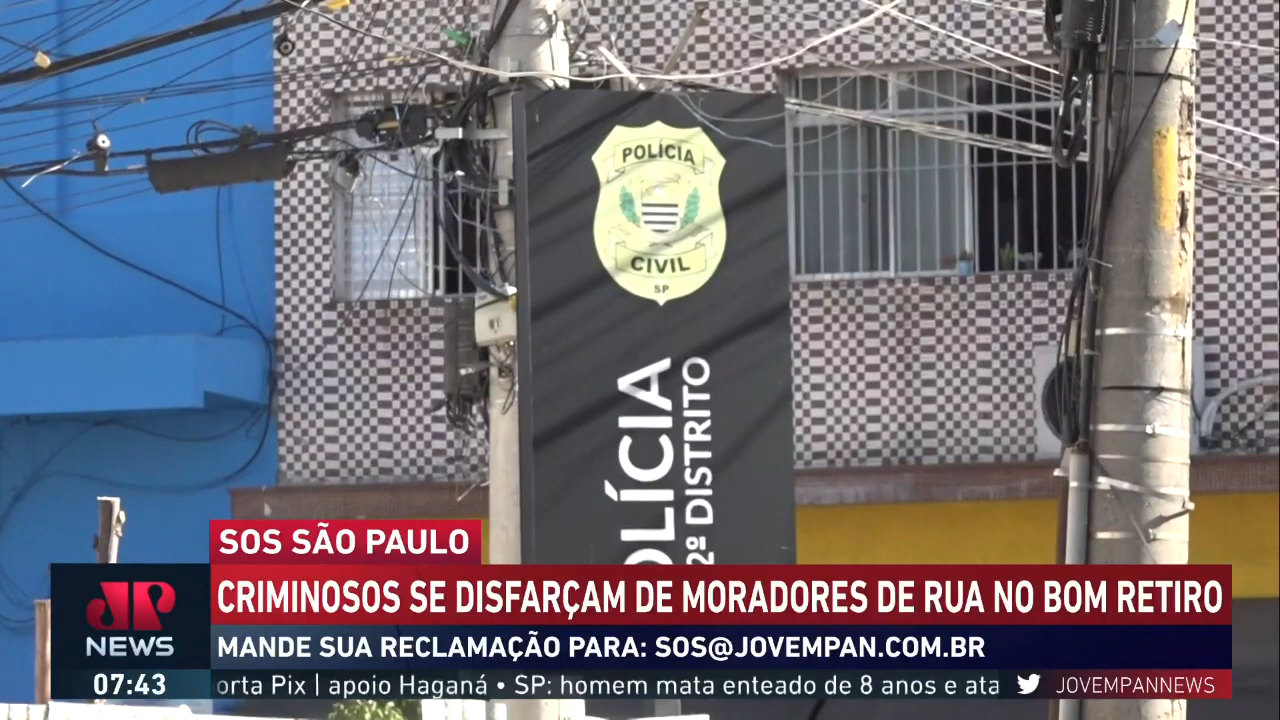 POLÍCIA
CIVIL
SP
POLÍCIA
2º DISTRITO
SOS SÃO PAULO
CRIMINOSOS SE DISFARÇAM DE MORADORES DE RUA NO BOM RETIRO
JP
NEWS
MANDE SUA RECLAMAÇÃO PARA: SOS@JOVEMPAN.COM.BR
07:43
orta Pix | apoio Haganá • SP: homem mata enteado de 8 anos e ata
JOVEMPANNEWS